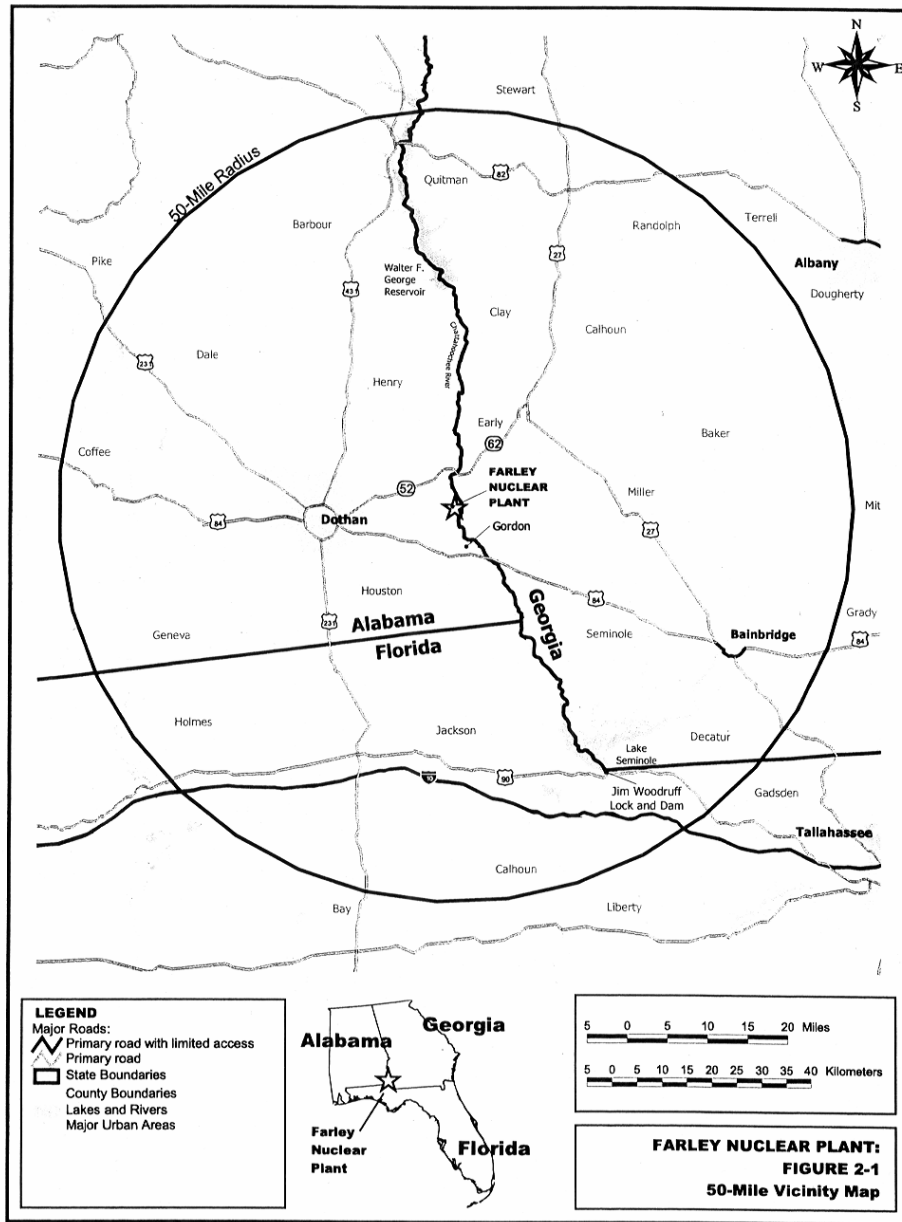 N
W E
S
Stewart
50-Mile Radius
Quitman
82
Barbour
Randolph
Terrell
27
Albany
Pike
Walter F.
George
Reservoir
431
Dougherty
Clay
Chattahoochee River
Calhoun
Dale
231
Henry
Early
62
Baker
Coffee
FARLEY
NUCLEAR
PLANT
52
Miller
Mit
84
Dothan
Gordon
27
Houston
84
Georgia
Grady
231
Alabama
Seminole
Geneva
Florida
Bainbridge
84
Holmes
Jackson
Decatur
Lake
Seminole
10
90
Jim Woodruff
Lock and Dam
Gadsden
Tallahassee
Calhoun
Bay
Liberty
LEGEND
Major Roads:
Primary road with limited access
Primary road
State Boundaries
County Boundaries
Lakes and Rivers
Major Urban Areas
Alabama
Georgia
Farley
Nuclear
Plant
Florida
5 0 5 10 15 20 Miles
5 0 5 10 15 20 25 30 35 40 Kilometers
FARLEY NUCLEAR PLANT:
FIGURE 2-1
50-Mile Vicinity Map